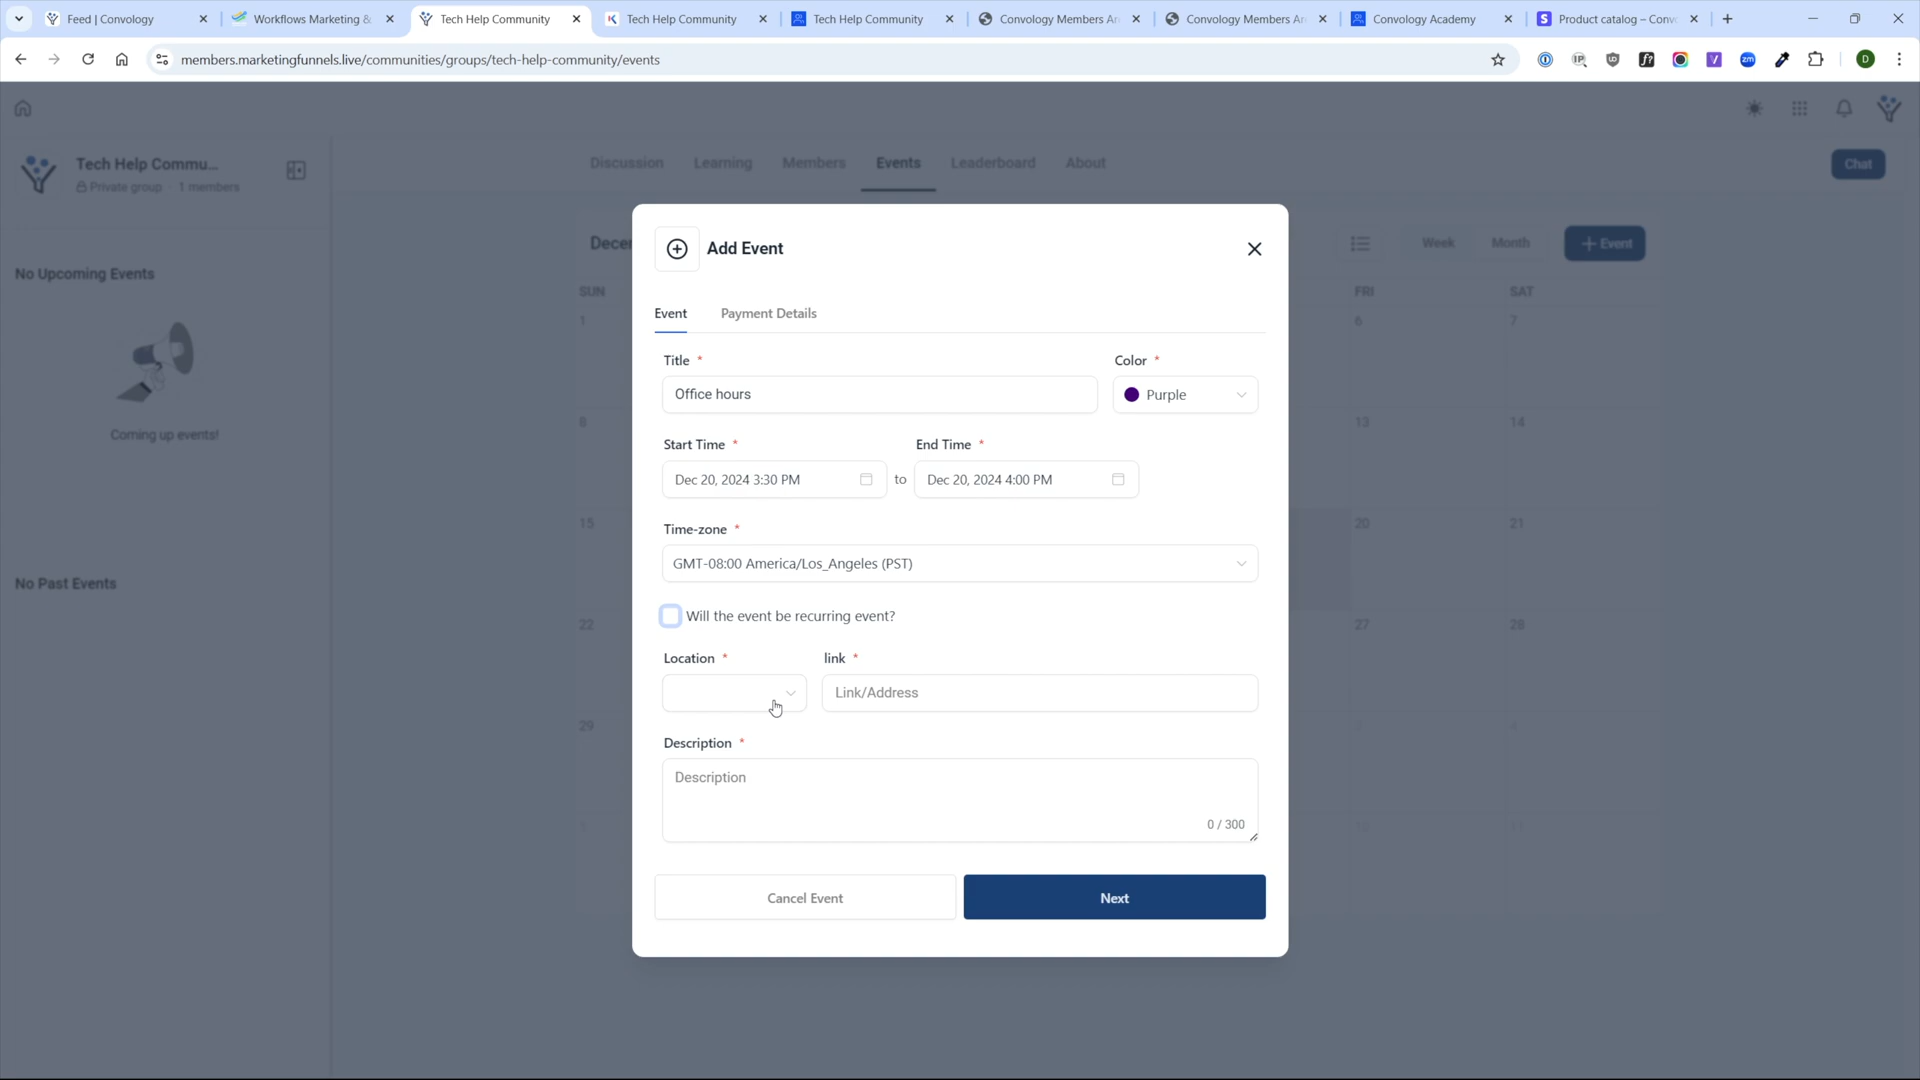 Feed | Convology
Workflows Marketing &
Tech Help Community
Tech Help Community
Tech Help Community
Convology Members Ar
Convology Members Ar
Convology Academy
Product catalog – Conv
members.marketingfunnels.live/communities/groups/tech-help-community/events
Tech Help Commu...
Private group · 1 members
Discussion
Learning
Members
Events
Leaderboard
About
Chat
No Upcoming Events
Coming up events!
No Past Events
Week
Month
+ Event
SUN
FRI
SAT
1
6
7
8
13
14
15
20
21
22
27
28
29
Add Event
Event
Payment Details
Title *
Color *
Office hours
Purple
Start Time *
End Time *
Dec 20, 2024 3:30 PM
to
Dec 20, 2024 4:00 PM
Time-zone *
GMT-08:00 America/Los_Angeles (PST)
Will the event be recurring event?
Location *
link *
Link/Address
Description *
Description
0 / 300
Cancel Event
Next